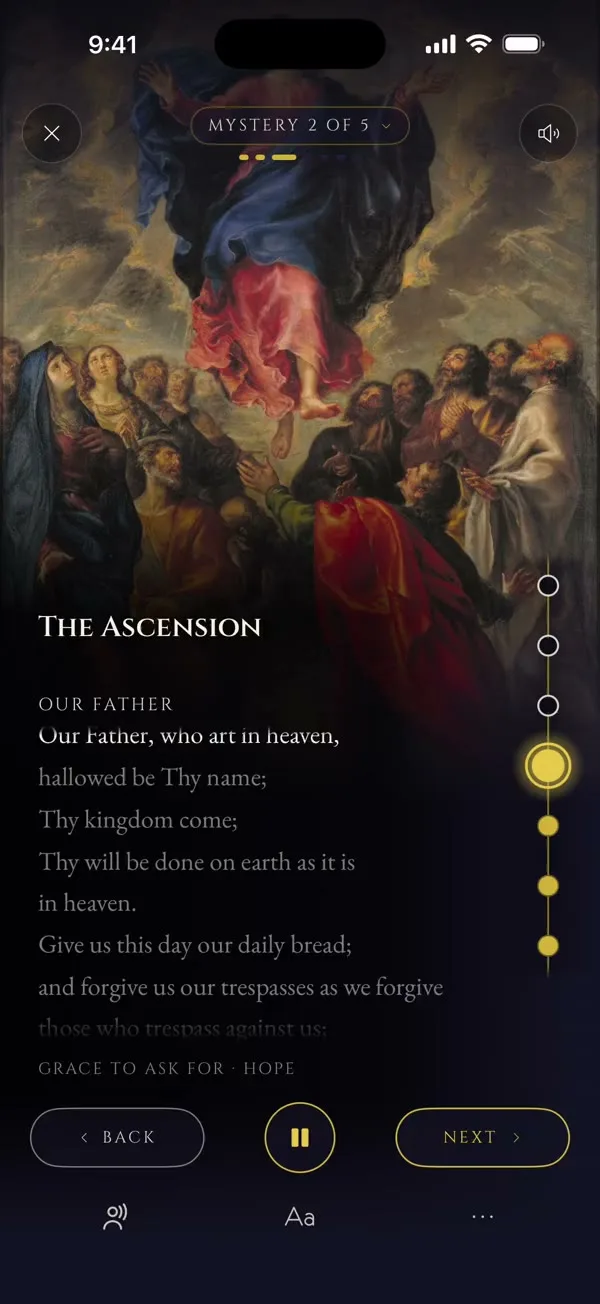 9:41
MYSTERY 2 OF 5
THE ASCENSION
OUR FATHER
Our Father, who art in heaven,
hallowed be Thy name;
Thy kingdom come;
Thy will be done on earth as it is
in heaven.
Give us this day our daily bread;
and forgive us our trespasses as we forgive
those who trespass against us;
GRACE TO ASK FOR · HOPE
BACK
NEXT
Aa